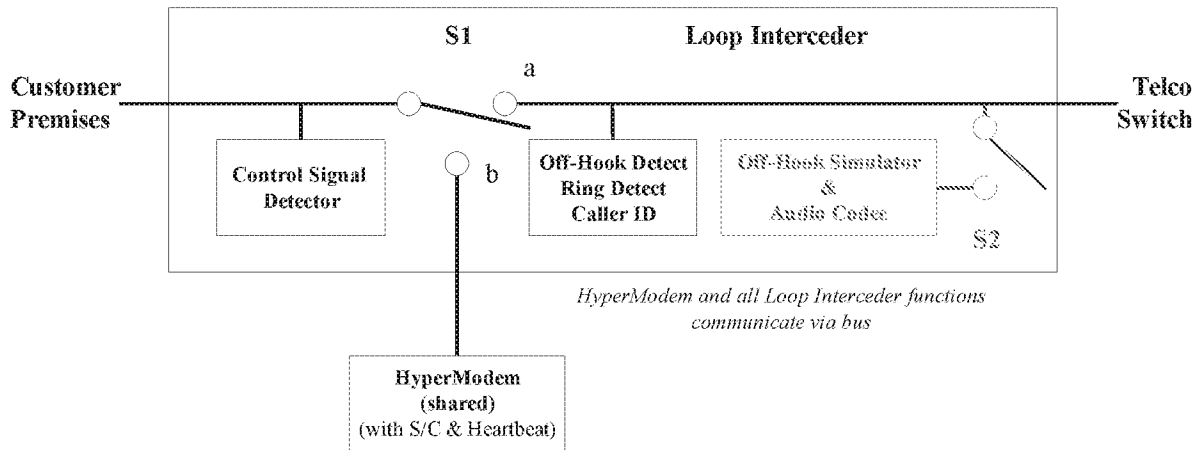 S1
Loop Interceder
a
Customer
Premises
Telco
Switch
Control Signal
Detector
b
Off-Hook Detect
Ring Detect
Caller ID
Off-Hook Simulator
&
Audio Codec
S2
HyperModem and all Loop Interceder functions
communicate via bus
HyperModem
(shared)
(with S/C & Heartbeat)